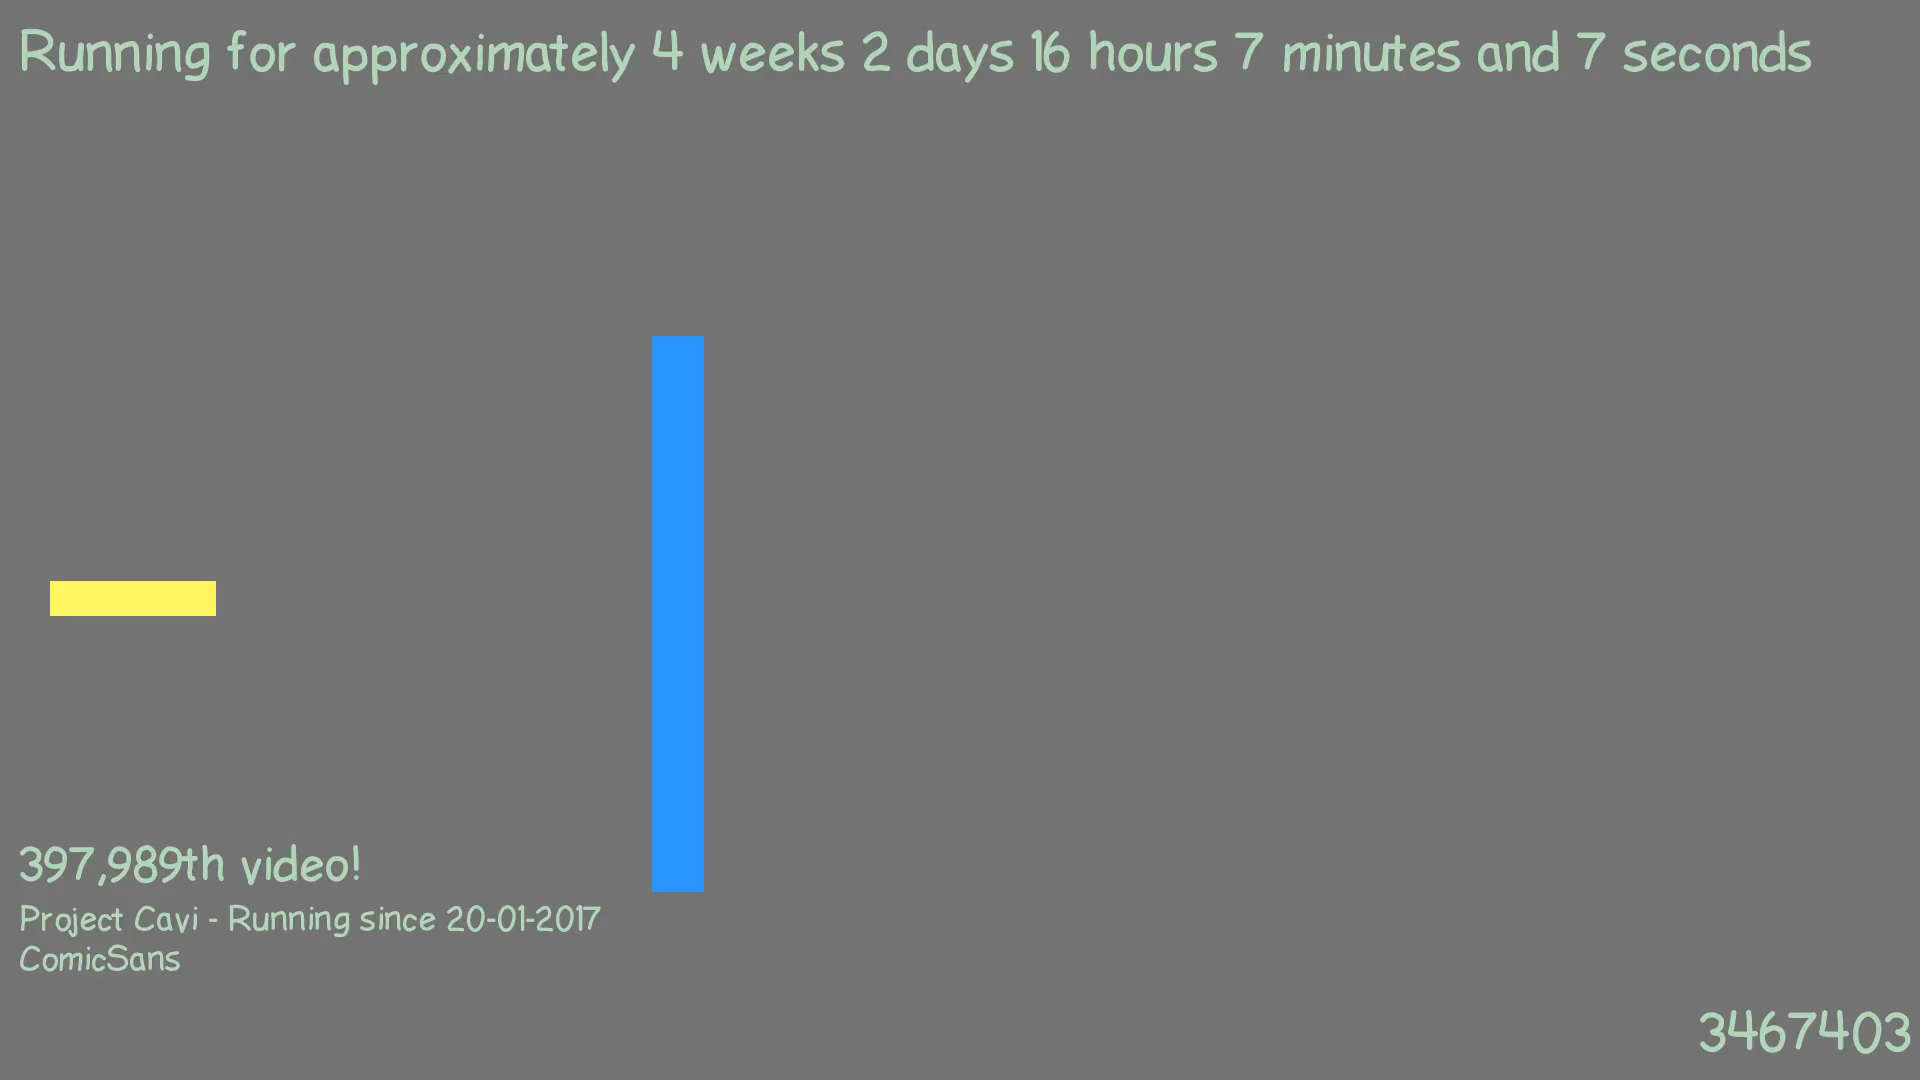 Running for approximately 4 weeks 2 days 16 hours 7 minutes and 7 seconds
397,989th video!
Project Cavi - Running since 20-01-2017
ComicSans
3467403